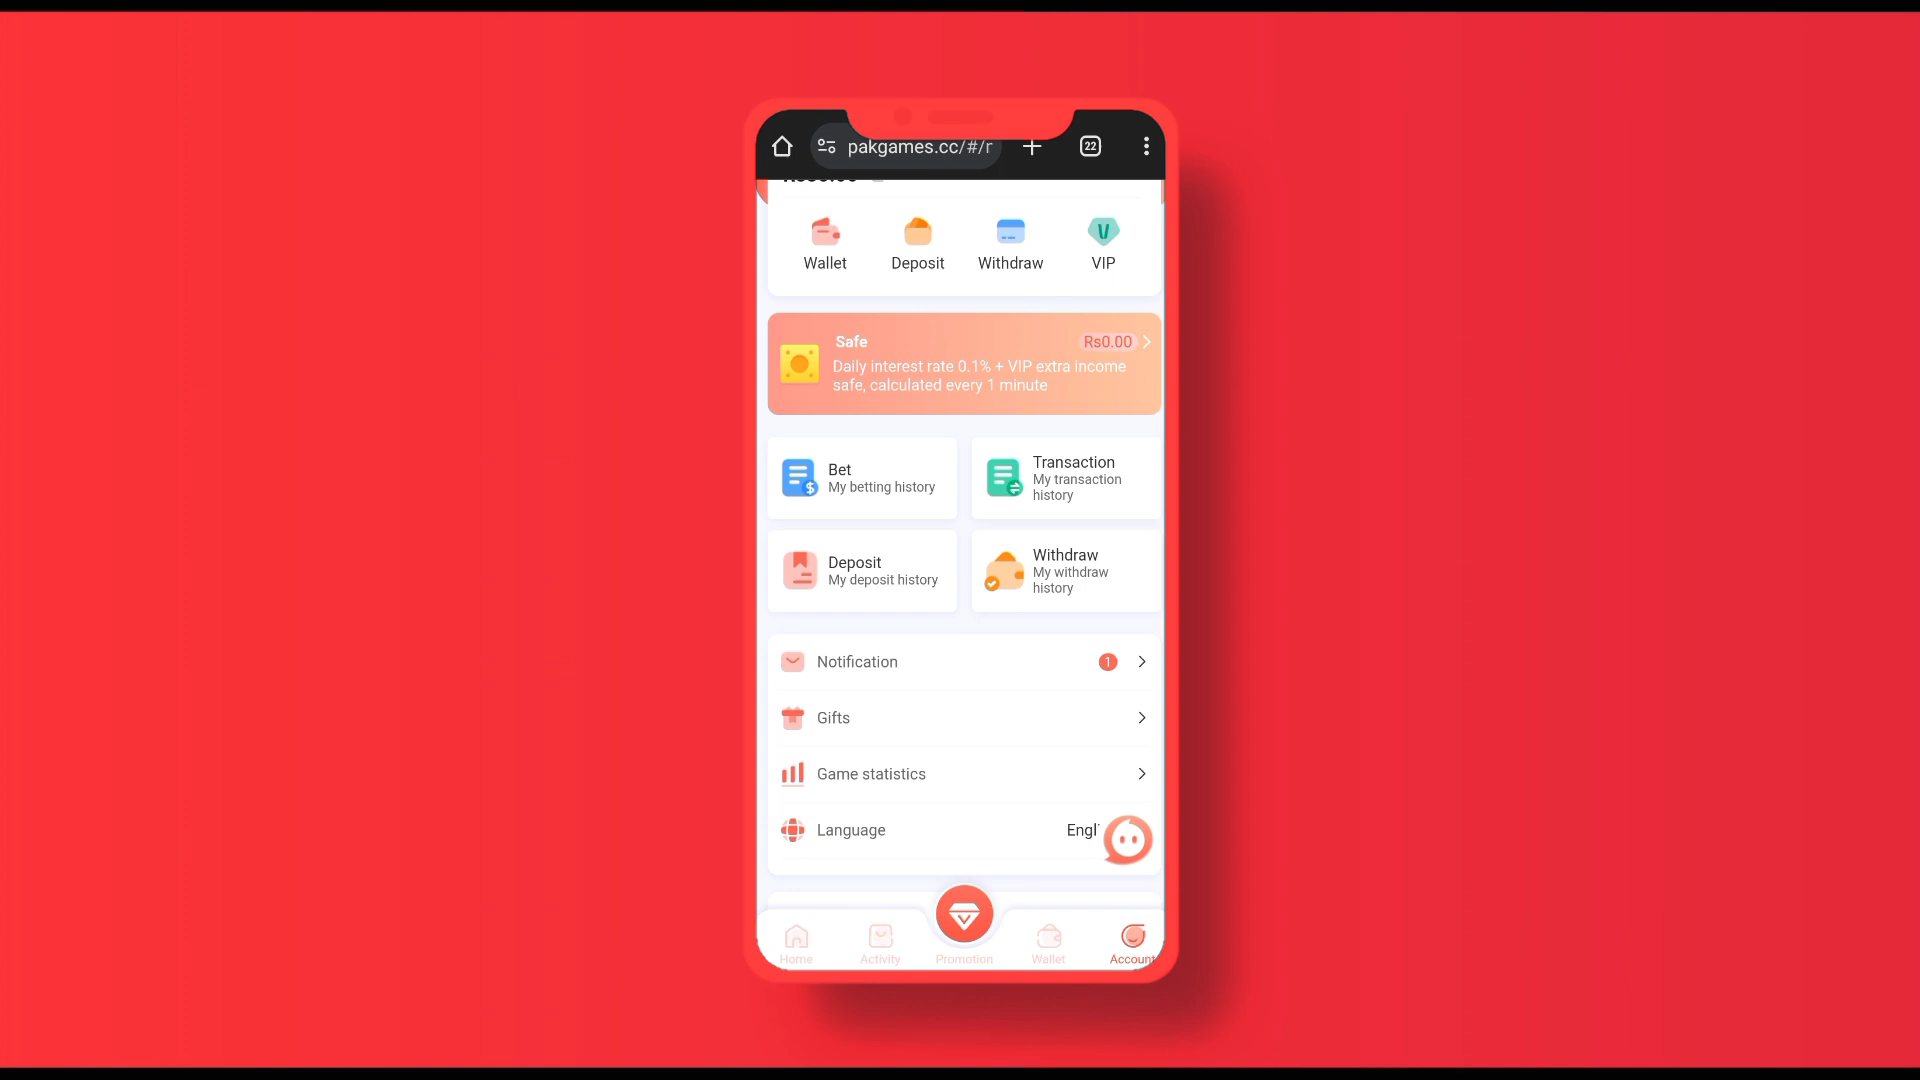 pakgames.cc/#/r
22
Wallet
Deposit
Withdraw
VIP
Safe
Rs0.00
Daily interest rate 0.1% + VIP extra income
safe, calculated every 1 minute
Bet
My betting history
Transaction
My transaction
history
Deposit
My deposit history
Withdraw
My withdraw
history
Notification
1
Gifts
Game statistics
Language
Engl
Home
Activity
Promotion
Wallet
Account